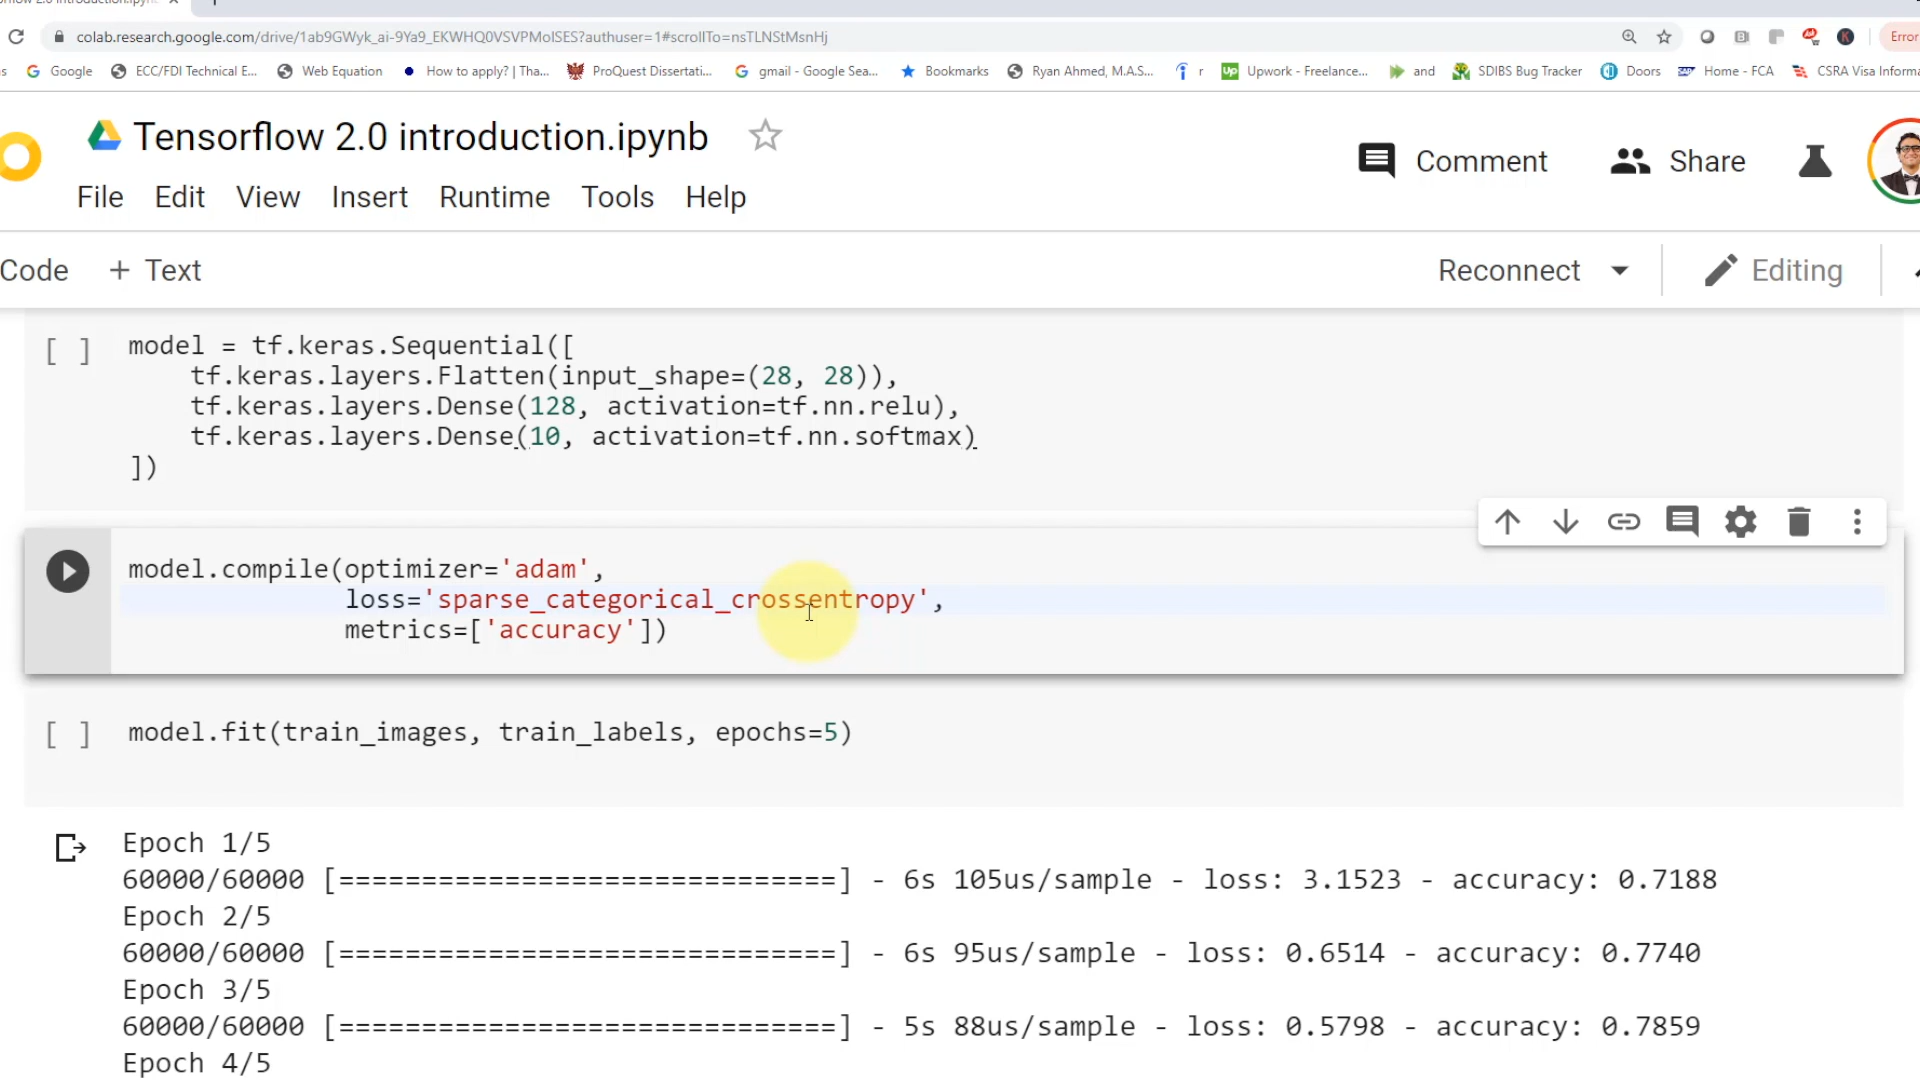 colab.research.google.com/drive/1ab9GWyk_ai-9Ya9_EKWHQ0VSVPMolSES?authuser=1#scrollTo=nsTLNStMsnHj Error
s Google ECC/FDI Technical E... Web Equation How to apply? | Tha... ProQuest Dissertati... gmail - Google Sea... Bookmarks Ryan Ahmed, M.A.S... r Upwork - Freelance... and SDIBS Bug Tracker Doors Home - FCA CSRA Visa Informa
Tensorflow 2.0 introduction.ipynb
Comment Share
File Edit View Insert Runtime Tools Help
Code + Text Reconnect Editing
[ ] model = tf.keras.Sequential([
tf.keras.layers.Flatten(input_shape=(28, 28)),
tf.keras.layers.Dense(128, activation=tf.nn.relu),
tf.keras.layers.Dense(10, activation=tf.nn.softmax)
])
model.compile(optimizer='adam',
loss='sparse_categorical_crossentropy',
metrics=['accuracy'])
[ ] model.fit(train_images, train_labels, epochs=5)
Epoch 1/5
60000/60000 [==============================] - 6s 105us/sample - loss: 3.1523 - accuracy: 0.7188
Epoch 2/5
60000/60000 [==============================] - 6s 95us/sample - loss: 0.6514 - accuracy: 0.7740
Epoch 3/5
60000/60000 [==============================] - 5s 88us/sample - loss: 0.5798 - accuracy: 0.7859
Epoch 4/5